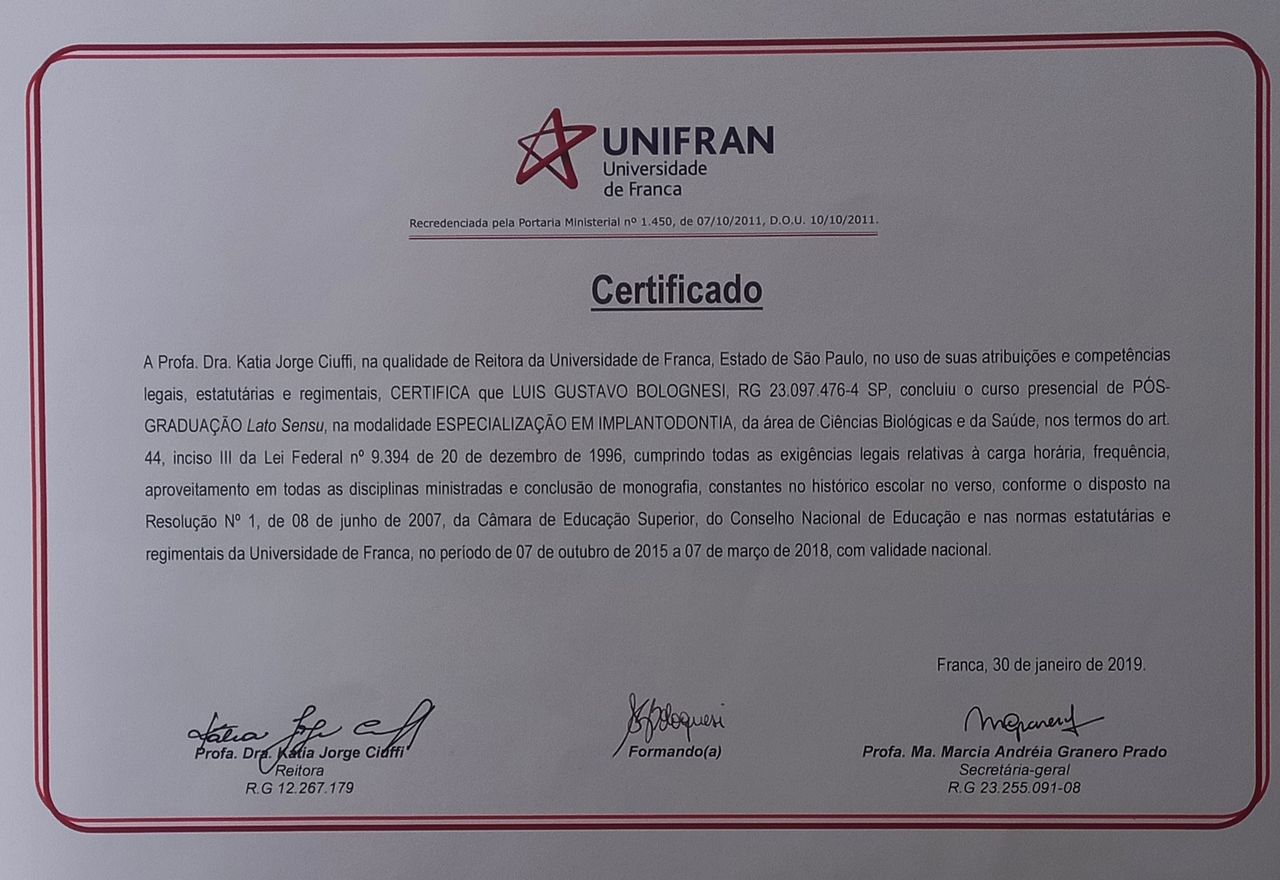 UNIFRAN
Universidade
de Franca
Recredenciada pela Portaria Ministerial nº 1.450, de 07/10/2011, D.O.U. 10/10/2011.
Certificado
A Profa. Dra. Katia Jorge Ciuffi, na qualidade de Reitora da Universidade de Franca, Estado de São Paulo, no uso de suas atribuições e competências
legais, estatutárias e regimentais, CERTIFICA que LUIS GUSTAVO BOLOGNESI, RG 23.097.476-4 SP, concluiu o curso presencial de PÓS-
GRADUAÇÃO Lato Sensu, na modalidade ESPECIALIZAÇÃO EM IMPLANTODONTIA, da área de Ciências Biológicas e da Saúde, nos termos do art.
44, inciso III da Lei Federal nº 9.394 de 20 de dezembro de 1996, cumprindo todas as exigências legais relativas à carga horária, frequência,
aproveitamento em todas as disciplinas ministradas e conclusão de monografia, constantes no histórico escolar no verso, conforme o disposto na
Resolução Nº 1, de 08 de junho de 2007, da Câmara de Educação Superior, do Conselho Nacional de Educação e nas normas estatutárias e
regimentais da Universidade de Franca, no período de 07 de outubro de 2015 a 07 de março de 2018, com validade nacional.
Franca, 30 de janeiro de 2019.
Profa. Dra. Katia Jorge Ciuffi
Reitora
R.G 12.267.179
Formando(a)
Profa. Ma. Marcia Andréia Granero Prado
Secretária-geral
R.G 23.255.091-08